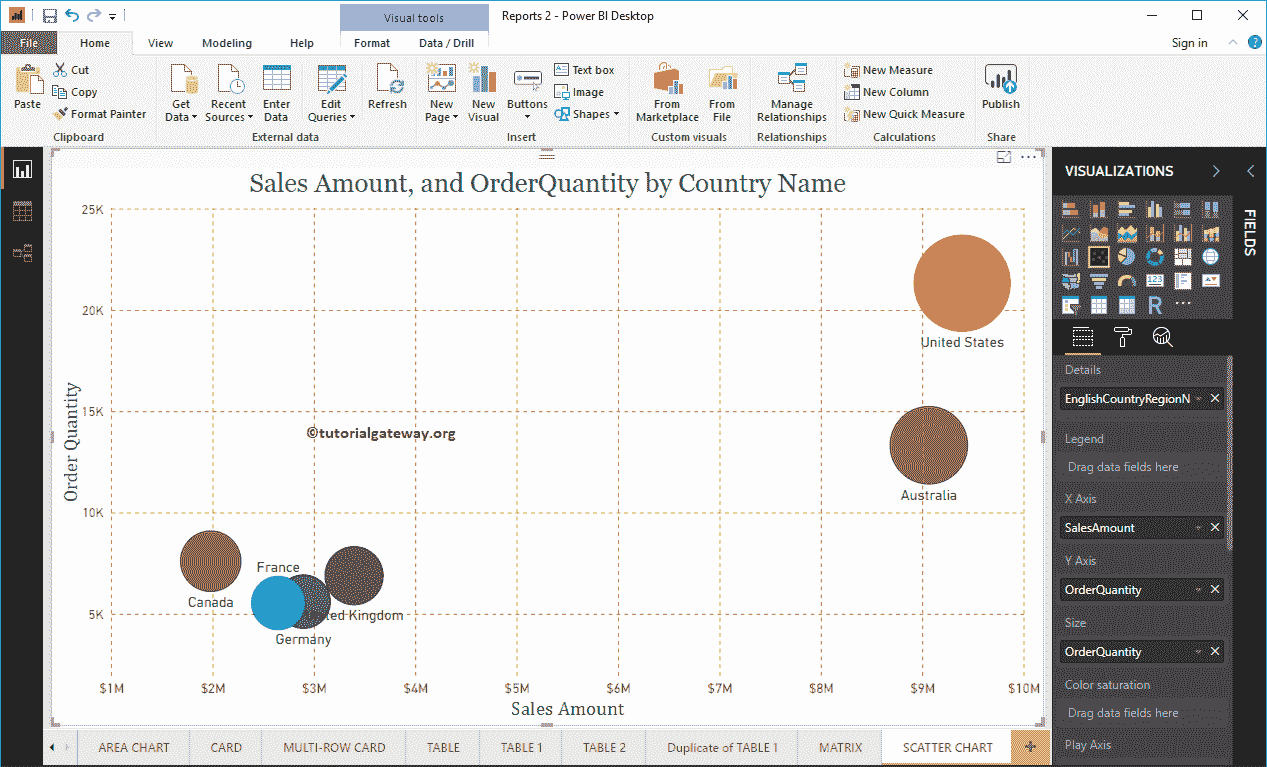 Visual tools
Reports 2 - Power BI Desktop
File
Home
View
Modeling
Help
Format
Data / Drill
Sign in
Paste
Cut
Copy
Format Painter
Clipboard
Get
Data
Recent
Sources
Enter
Data
Edit
Queries
External data
Refresh
New
Page
New
Visual
Buttons
Text box
Image
Shapes
Insert
From
Marketplace
From
File
Custom visuals
Manage
Relationships
Relationships
New Measure
New Column
New Quick Measure
Calculations
Publish
Share
Sales Amount, and OrderQuantity by Country Name
25K
20K
15K
10K
5K
Order Quantity
©tutorialgateway.org
United States
Australia
Canada
France
ted Kingdom
Germany
$1M
$2M
$3M
$4M
$5M
$6M
$7M
$8M
$9M
$10M
Sales Amount
VISUALIZATIONS
123
R
FIELDS
Details
EnglishCountryRegionN
Legend
Drag data fields here
X Axis
SalesAmount
Y Axis
OrderQuantity
Size
OrderQuantity
Color saturation
Drag data fields here
Play Axis
AREA CHART
CARD
MULTI-ROW CARD
TABLE
TABLE 1
TABLE 2
Duplicate of TABLE 1
MATRIX
SCATTER CHART